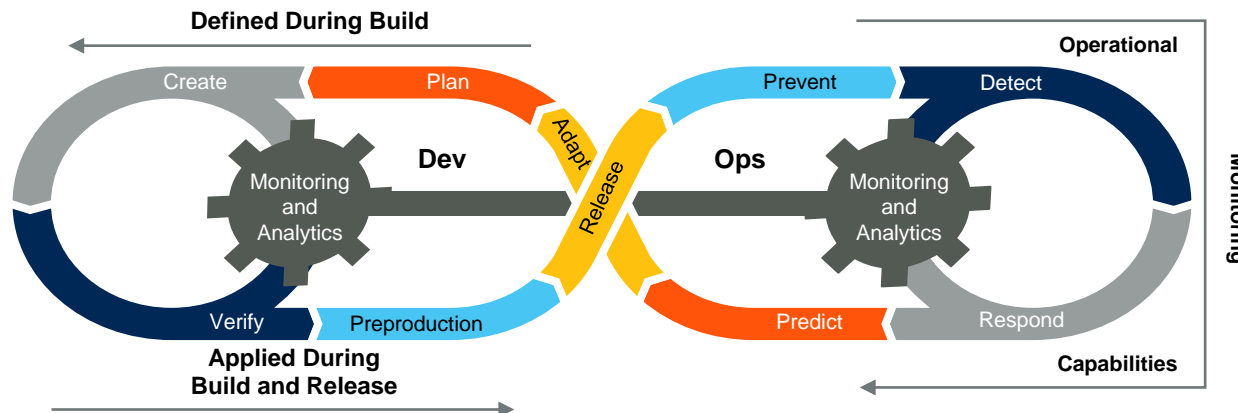 Defined During Build
Operational
Create
Plan
Prevent
Detect
Adapt
Dev
Ops
Monitoring
and
Analytics
Release
Monitoring
and
Analytics
Monitoring
Verify
Preproduction
Predict
Respond
Applied During
Build and Release
Capabilities